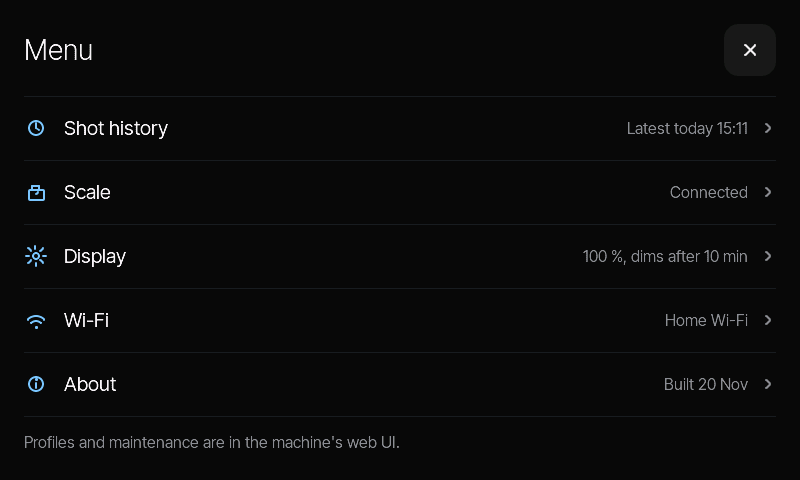 Menu
Shot history
Latest today 15:11
Scale
Connected
Display
100 %, dims after 10 min
Wi-Fi
Home Wi-Fi
About
Built 20 Nov
Profiles and maintenance are in the machine's web UI.